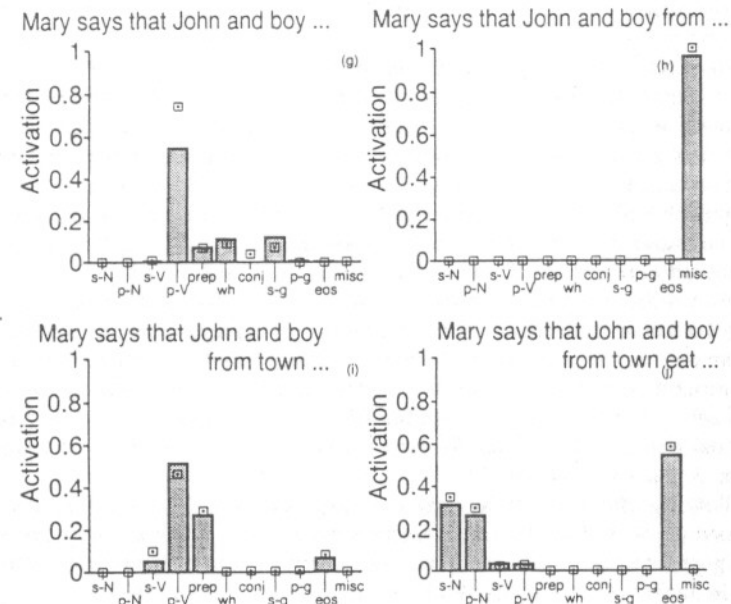 Mary says that John and boy ...
(g)
Activation
1
0.8
0.6
0.4
0.2
0
s-N p-N s-V p-V prep wh conj s-g p-g eos misc
Mary says that John and boy from ...
(h)
Activation
1
0.8
0.6
0.4
0.2
0
s-N p-N s-V p-V prep wh conj s-g p-g eos misc
Mary says that John and boy
from town ... (i)
Activation
1
0.8
0.6
0.4
0.2
0
s-N p-N s-V p-V prep wh conj s-g p-g eos misc
Mary says that John and boy
from town eat ...
(j)
Activation
1
0.8
0.6
0.4
0.2
0
s-N p-N s-V p-V prep wh conj s-g p-g eos misc